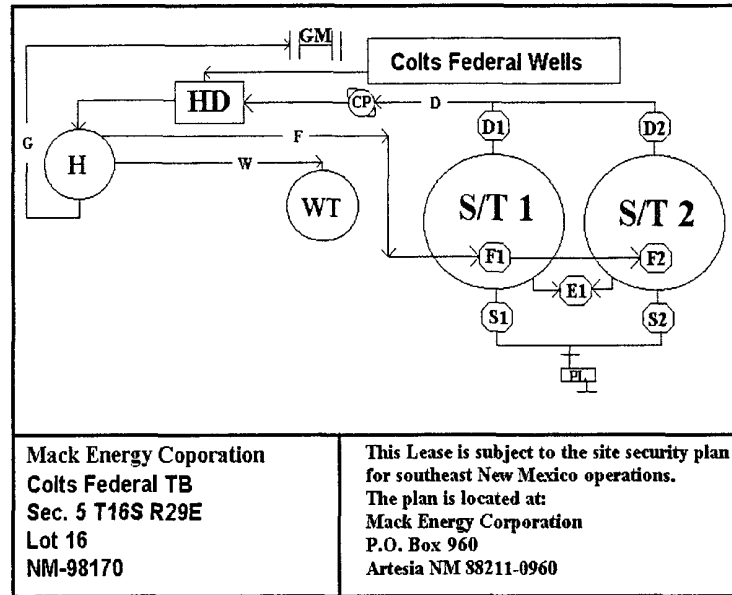 GM
Colts Federal Wells
HD
CP
D
D1
D2
G
H
F
W
WT
S/T 1
S/T 2
F1
F2
E1
S1
S2
PL
Mack Energy Coporation
Colts Federal TB
Sec. 5 T16S R29E
Lot 16
NM-98170
This Lease is subject to the site security plan
for southeast New Mexico operations.
The plan is located at:
Mack Energy Corporation
P.O. Box 960
Artesia NM 88211-0960